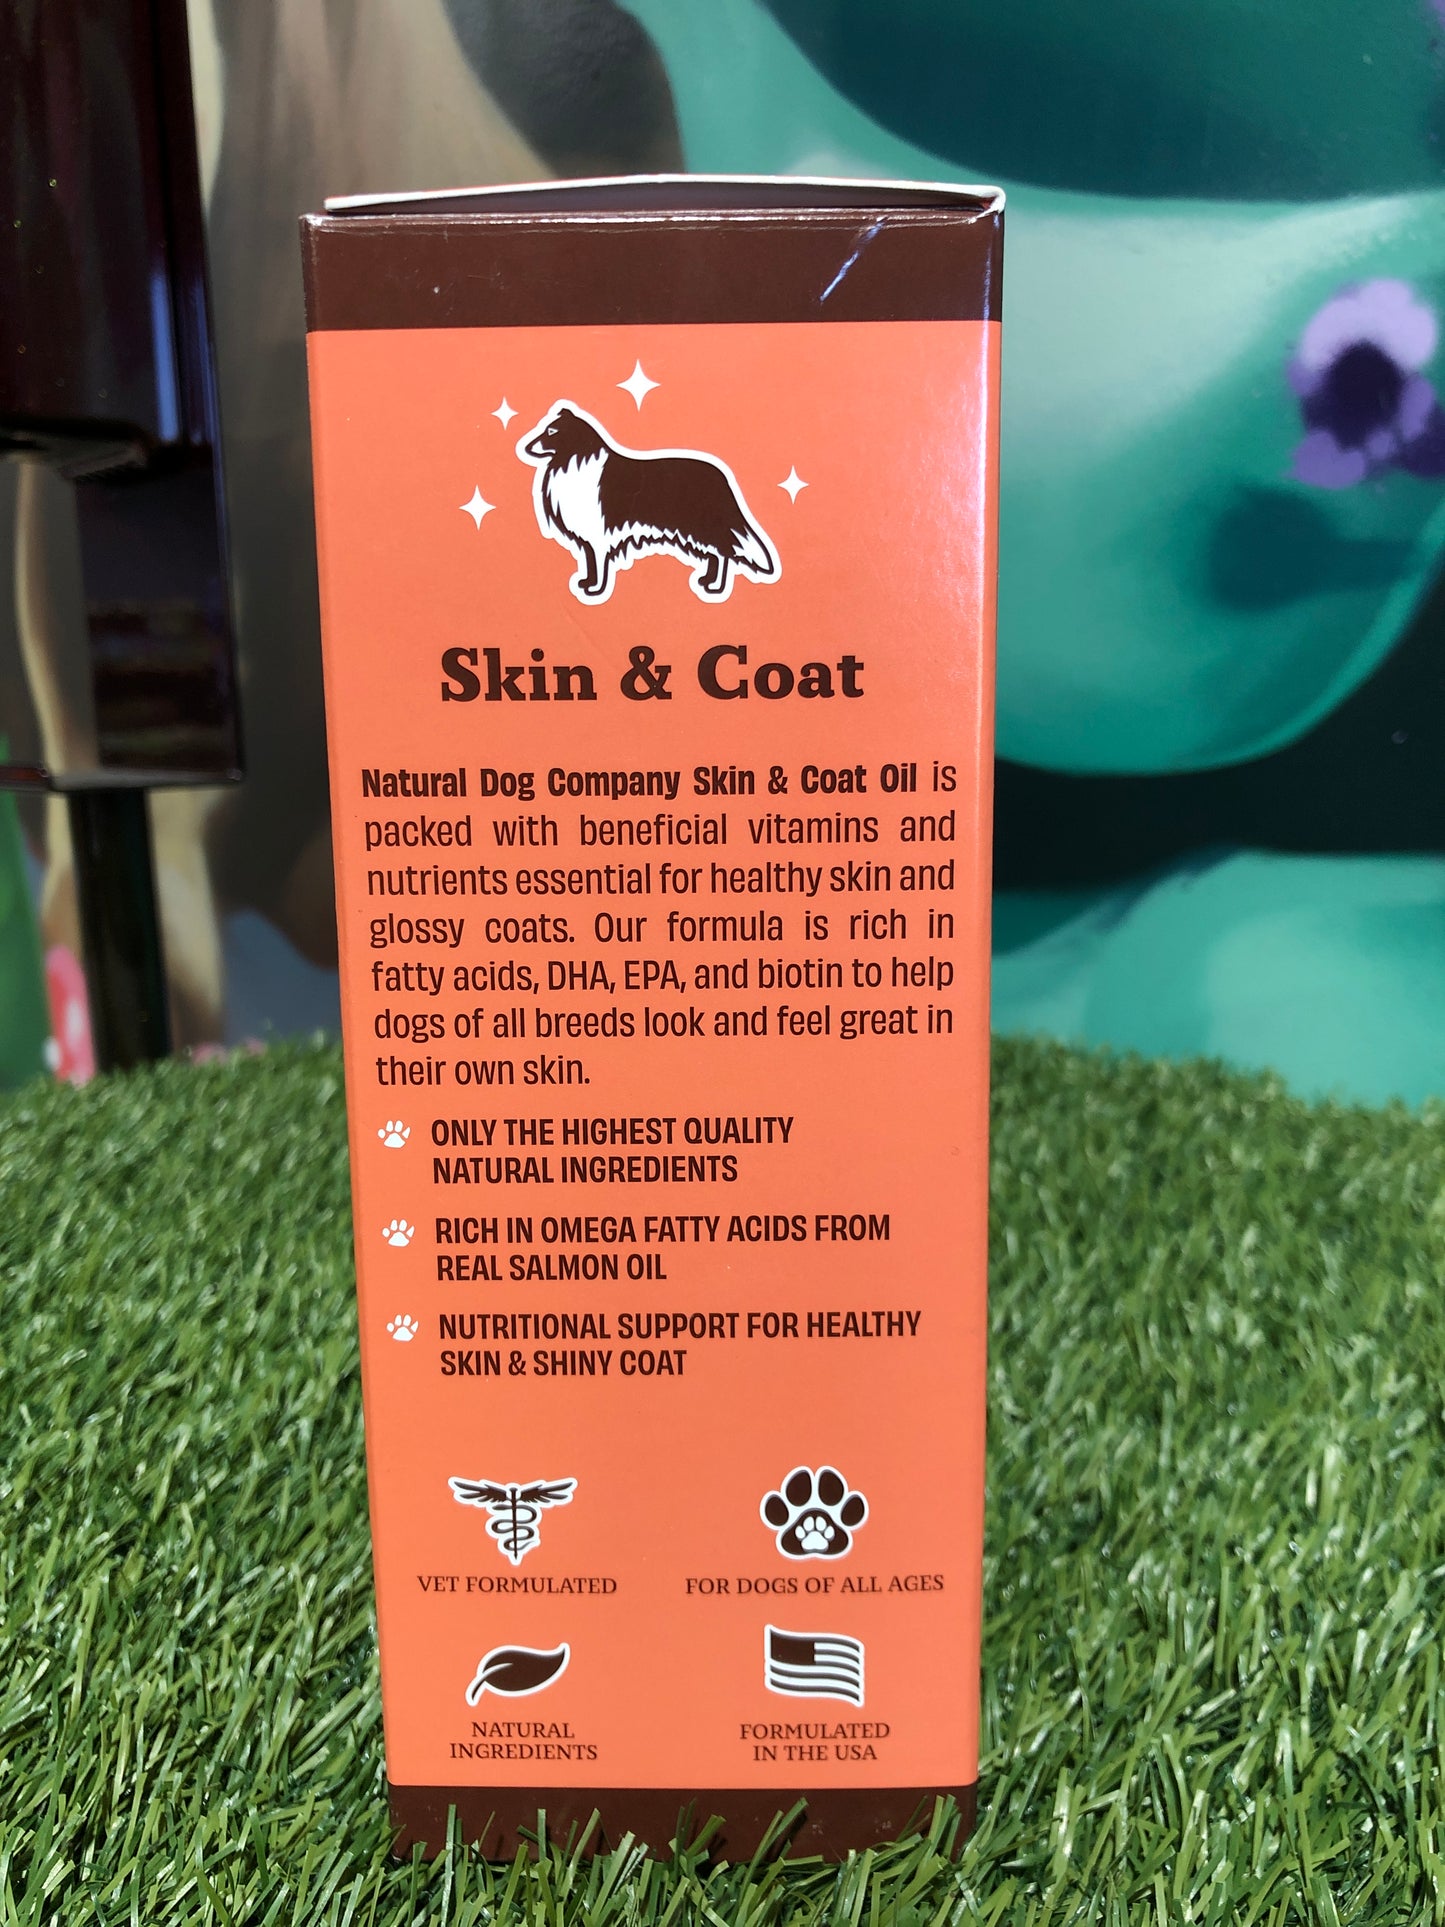 Skin & Coat
Natural Dog Company Skin & Coat Oil is
packed with beneficial vitamins and
nutrients essential for healthy skin and
glossy coats. Our formula is rich in
fatty acids, DHA, EPA, and biotin to help
dogs of all breeds look and feel great in
their own skin.
ONLY THE HIGHEST QUALITY
NATURAL INGREDIENTS
RICH IN OMEGA FATTY ACIDS FROM
REAL SALMON OIL
NUTRITIONAL SUPPORT FOR HEALTHY
SKIN & SHINY COAT
VET FORMULATED
FOR DOGS OF ALL AGES
NATURAL
INGREDIENTS
FORMULATED
IN THE USA